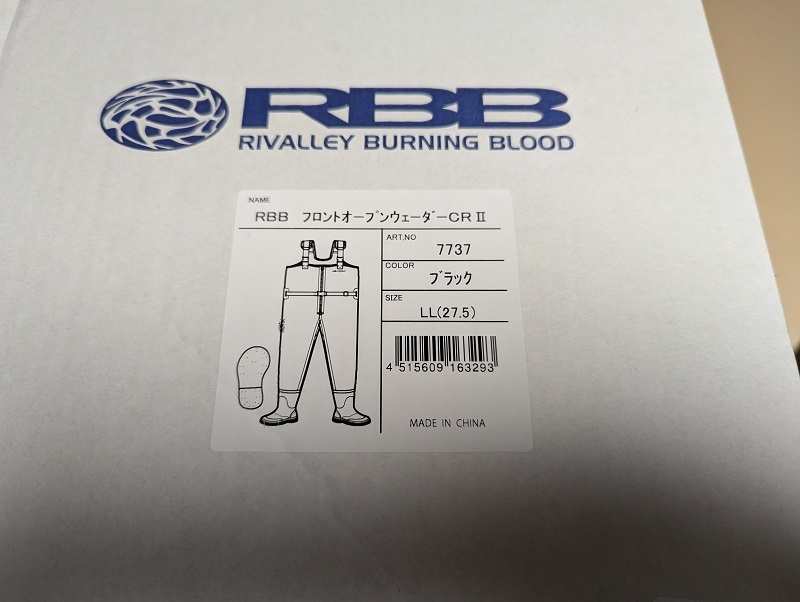 RBB
RIVALLEY BURNING BLOOD
NAME
RBB フロントオープンウェーダーCRⅡ
ART.NO
7737
COLOR
ブラック
SIZE
LL(27.5)
4 515609 163293
MADE IN CHINA